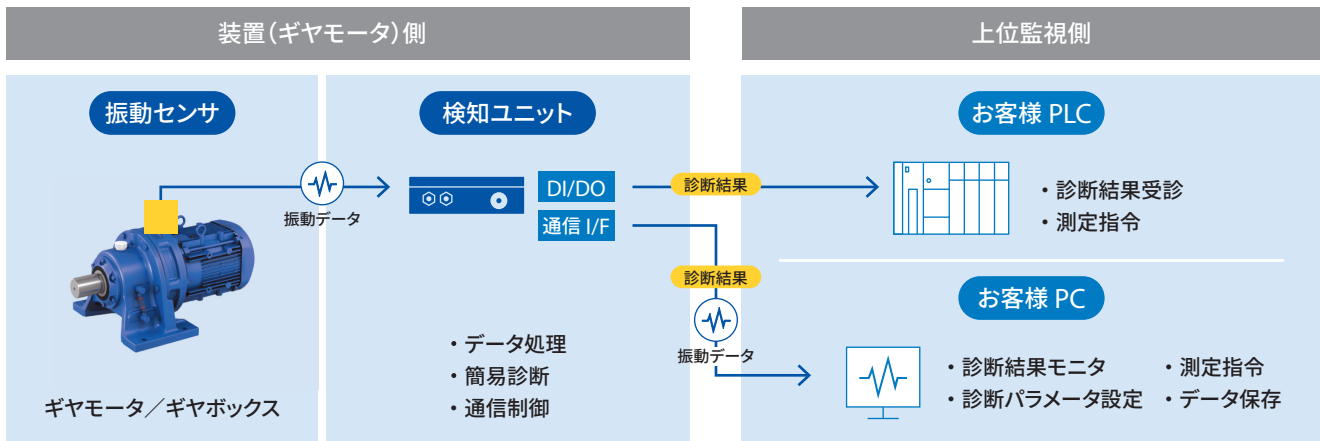 装置(ギヤモータ)側
上位監視側
振動センサ
振動データ
ギヤモータ／ギヤボックス
検知ユニット
DI/DO
通信 I/F
・データ処理
・簡易診断
・通信制御
診断結果
診断結果
振動データ
お客様 PLC
・診断結果受診
・測定指令
お客様 PC
・診断結果モニタ ・測定指令
・診断パラメータ設定 ・データ保存